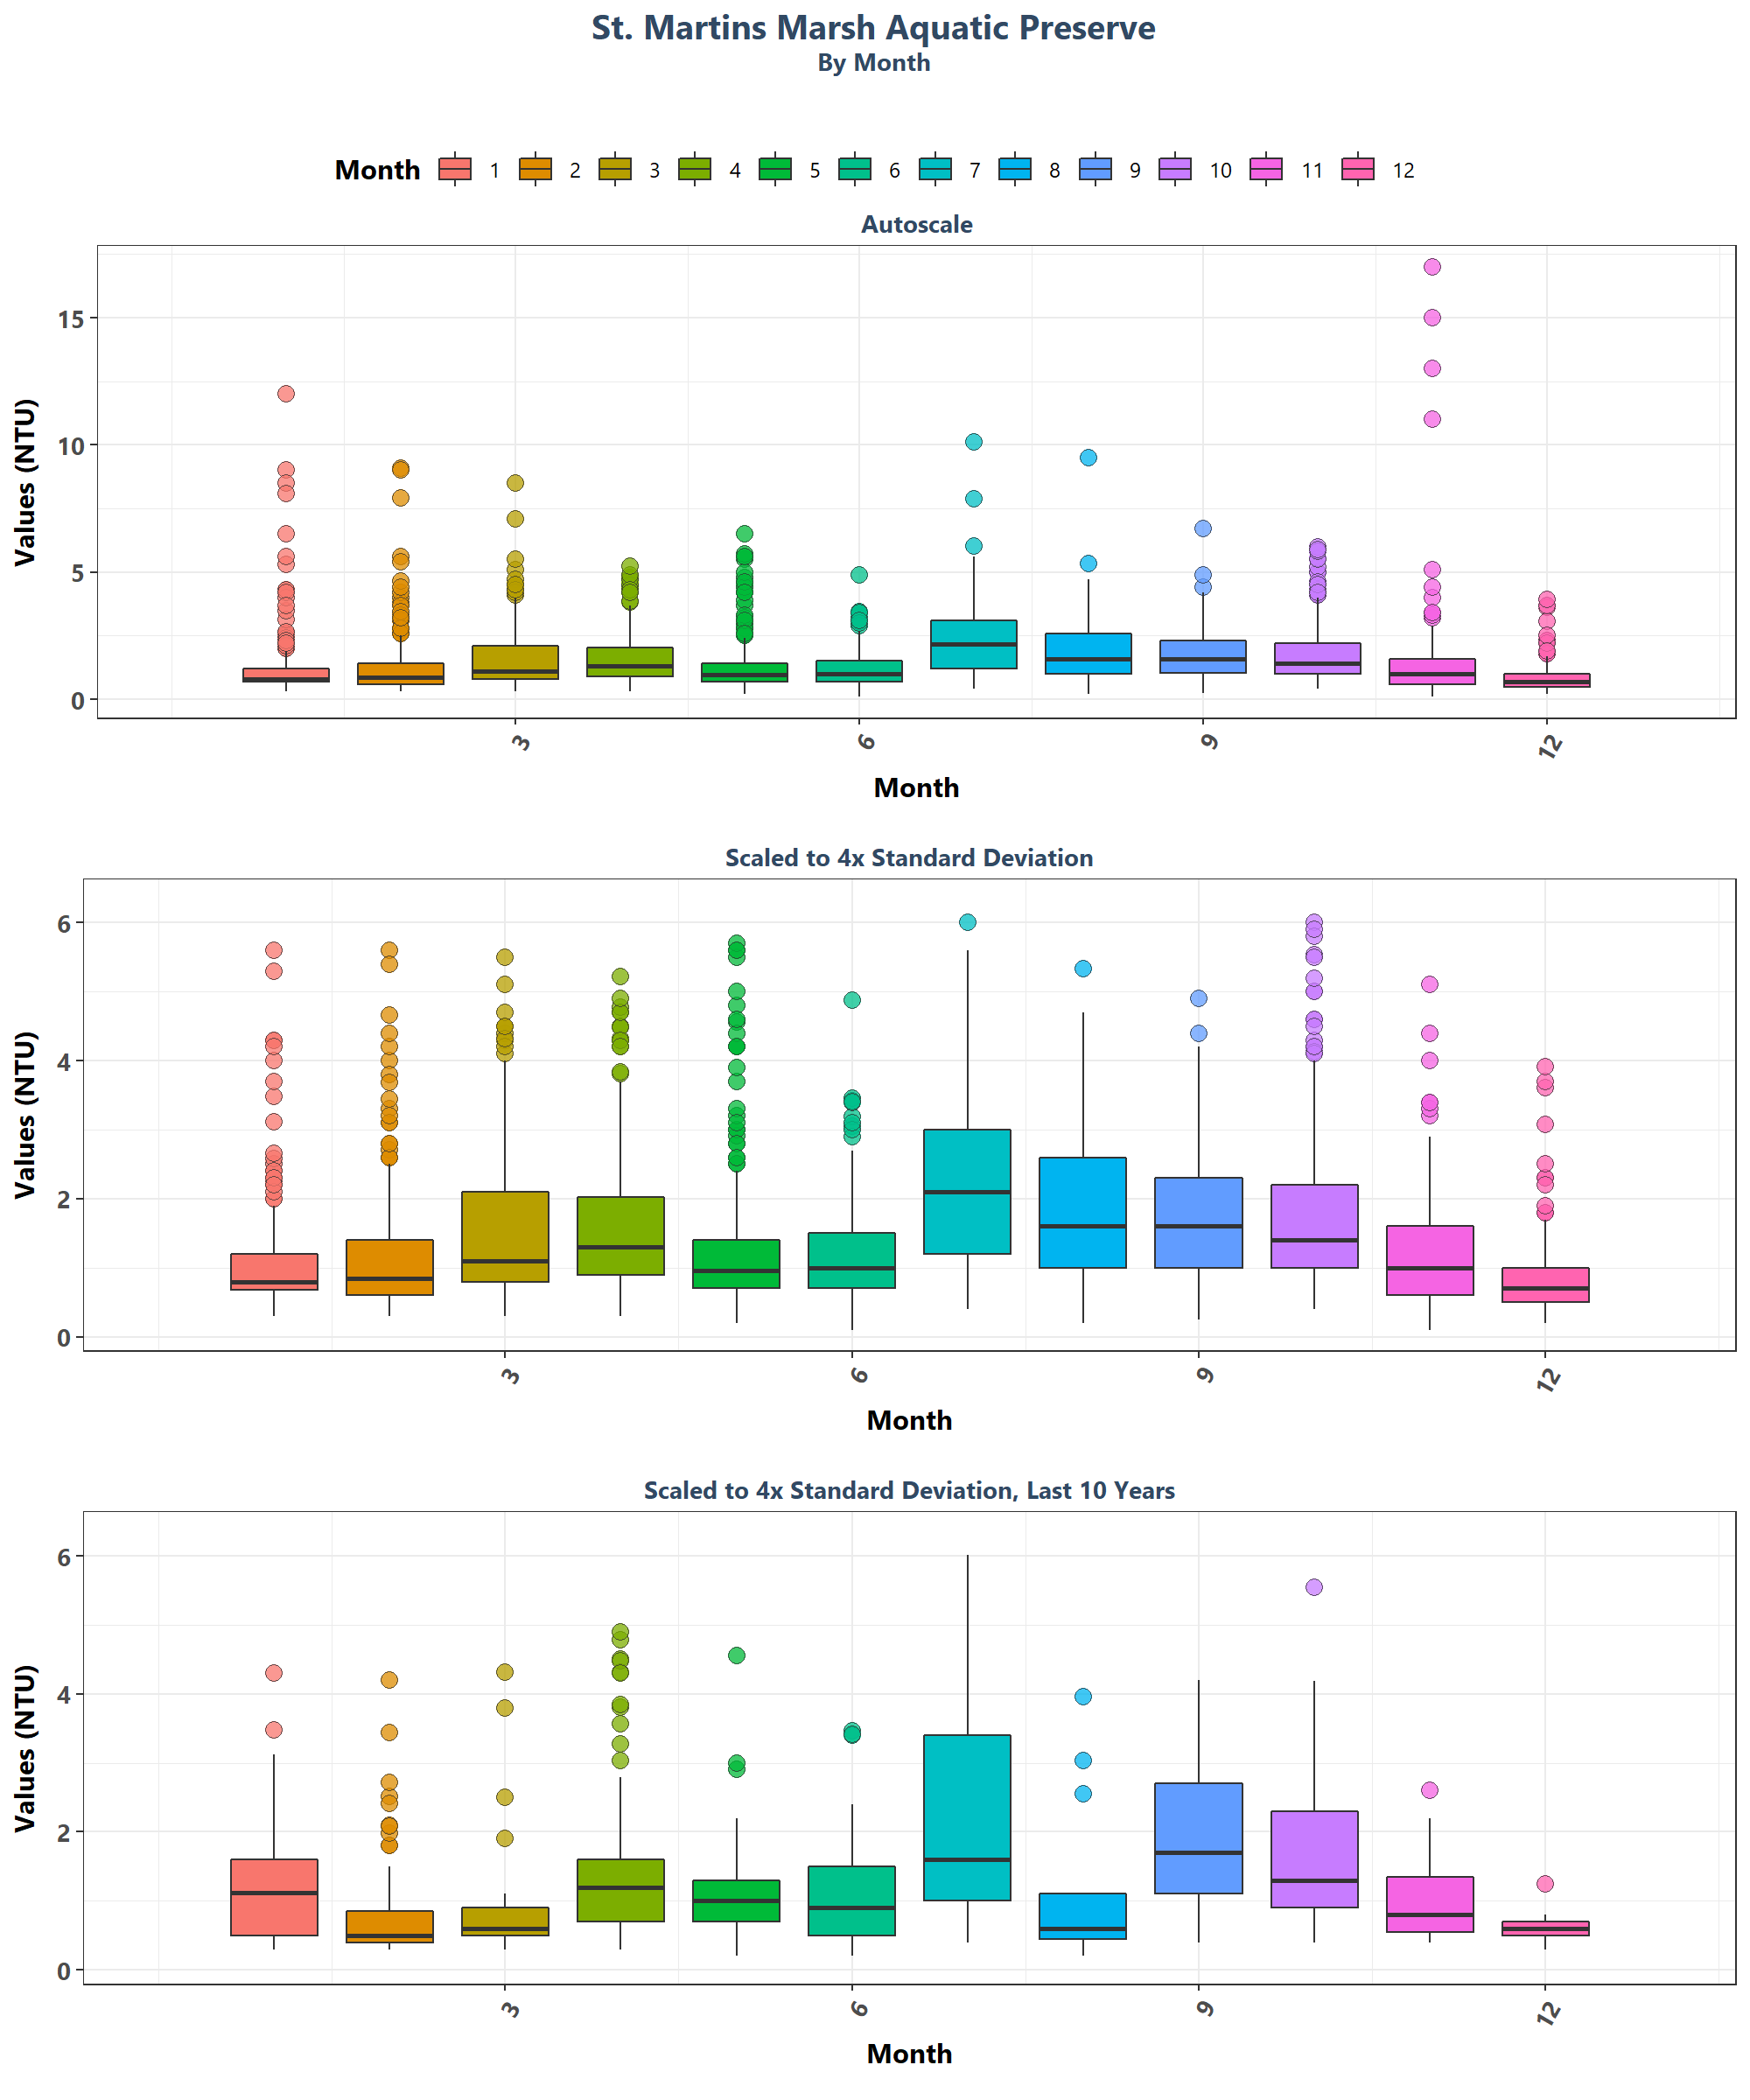 St. Martins Marsh Aquatic Preserve
By Month
Month 1 2 3 4 5 6 7 8 9 10 11 12
Autoscale
Values (NTU)
15
10
5
0
3 6 9 12
Month
Scaled to 4x Standard Deviation
Values (NTU)
6
4
2
0
3 6 9 12
Month
Scaled to 4x Standard Deviation, Last 10 Years
Values (NTU)
6
4
2
0
3 6 9 12
Month